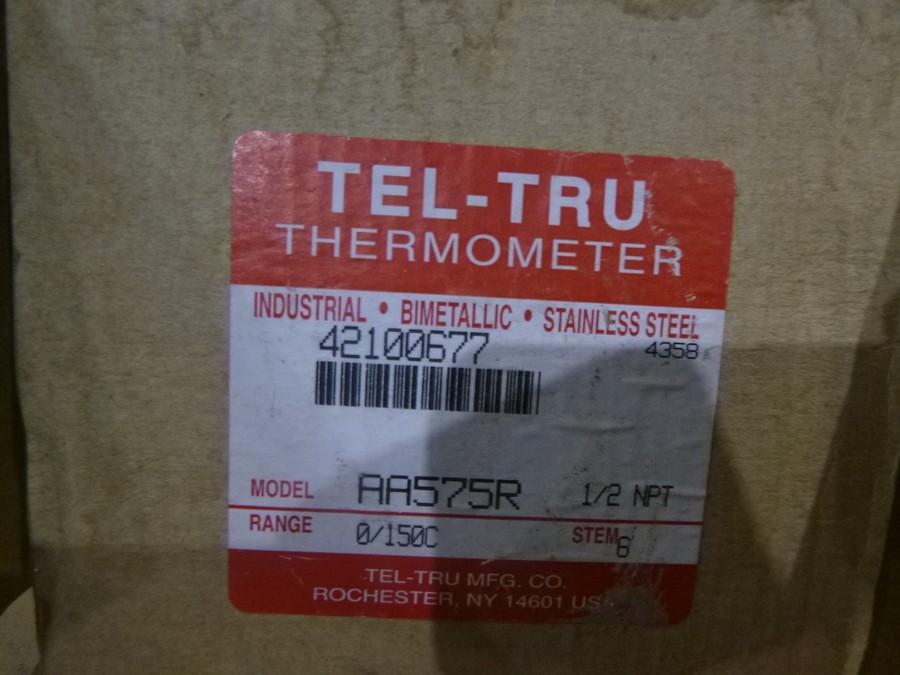 TEL-TRU
THERMOMETER
INDUSTRIAL • BIMETALLIC • STAINLESS STEEL
42100677 4358
MODEL AA575R 1/2 NPT
RANGE 0/150C STEM 6
TEL-TRU MFG. CO.
ROCHESTER, NY 14601 USA